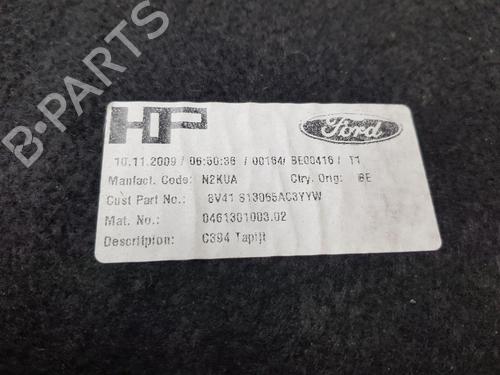 HP
Ford
10.11.2009 / 06:50:36 / 00164/ BE00416 / T1
Manfact. Code: N2KUA Ctry. Orig: BE
Cust Part No.: 8V41 S13065AC3YYW
Mat. No.: 0461301003.02
Description: C394 Tapijt
B-PARTS